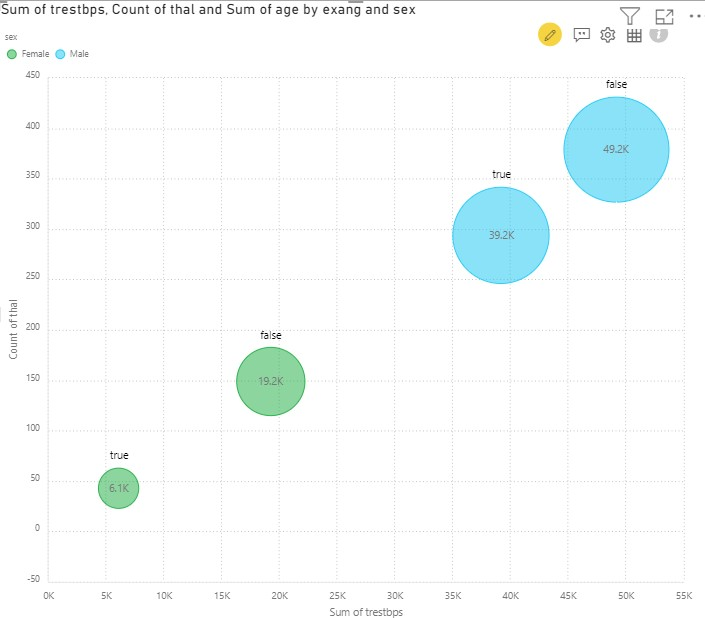 Sum of trestbps, Count of thal and Sum of age by exang and sex
sex
Female Male
450
400
350
300
250
200
150
100
50
0
-50
Count of thal
false
49.2K
true
39.2K
false
19.2K
true
6.1K
0K 5K 10K 15K 20K 25K 30K 35K 40K 45K 50K 55K
Sum of trestbps